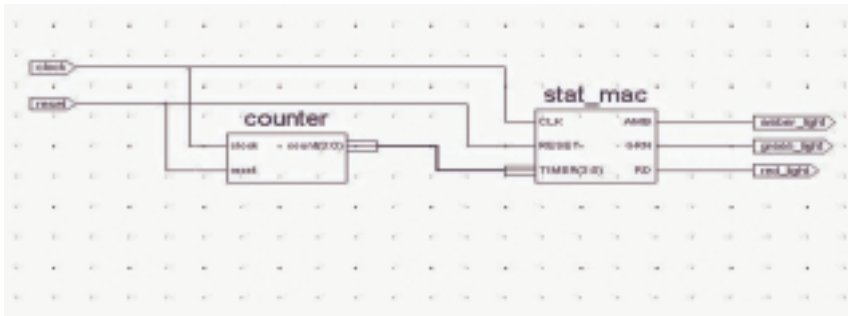 clock
reset
counter
clock
count(3:0)
reset
stat_mac
CLK
AMB
RESET
GRN
TIMER(3:0)
RD
amber_light
green_light
red_light